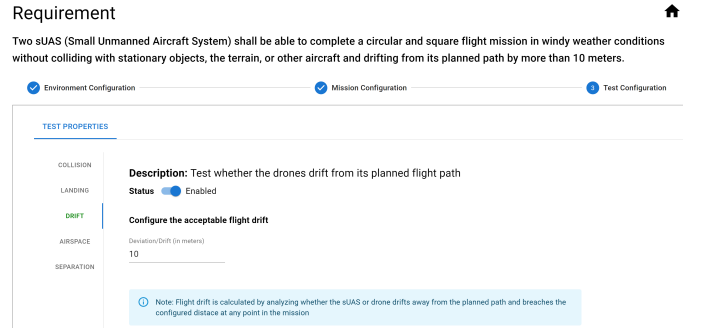 Requirement
Two sUAS (Small Unmanned Aircraft System) shall be able to complete a circular and square flight mission in windy weather conditions
without colliding with stationary objects, the terrain, or other aircraft and drifting from its planned path by more than 10 meters.
Environment Configuration
Mission Configuration
3 Test Configuration
TEST PROPERTIES
COLLISION
LANDING
DRIFT
AIRSPACE
SEPARATION
Description: Test whether the drones drift from its planned flight path
Status Enabled
Configure the acceptable flight drift
Deviation/Drift (in meters)
10
Note: Flight drift is calculated by analyzing whether the sUAS or drone drifts away from the planned path and breaches the
configured distace at any point in the mission